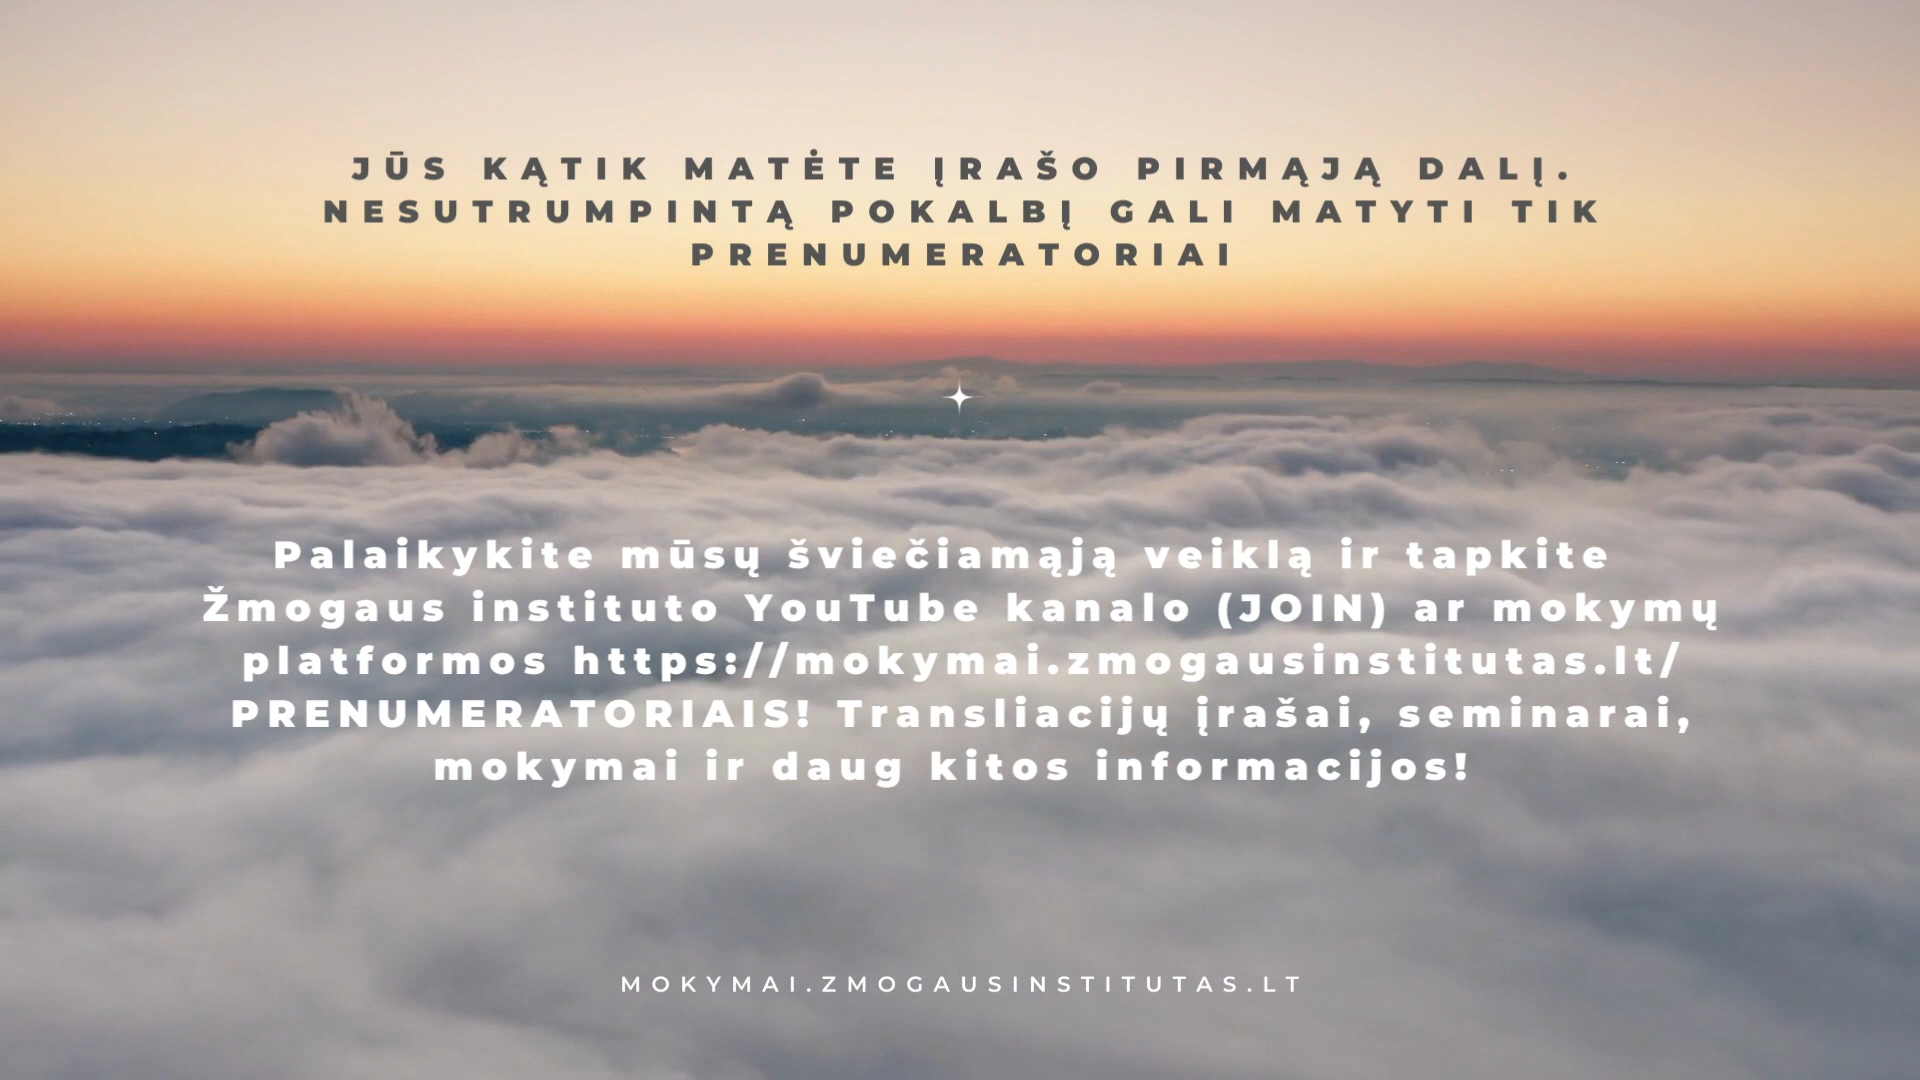 JŪS KĄTIK MATĖTE ĮRAŠO PIRMĄJĄ DALĮ.
NESUTRUMPINTĄ POKALBĮ GALI MATYTI TIK
PRENUMERATORIAI
Palaikykite mūsų šviečiamąją veiklą ir tapkite
Žmogaus instituto YouTube kanalo (JOIN) ar mokymų
platformos https://mokymai.zmogausinstitutas.lt/
PRENUMERATORIAIS! Transliacijų įrašai, seminarai,
mokymai ir daug kitos informacijos!
MOKYMAI.ZMOGAUSINSTITUTAS.LT